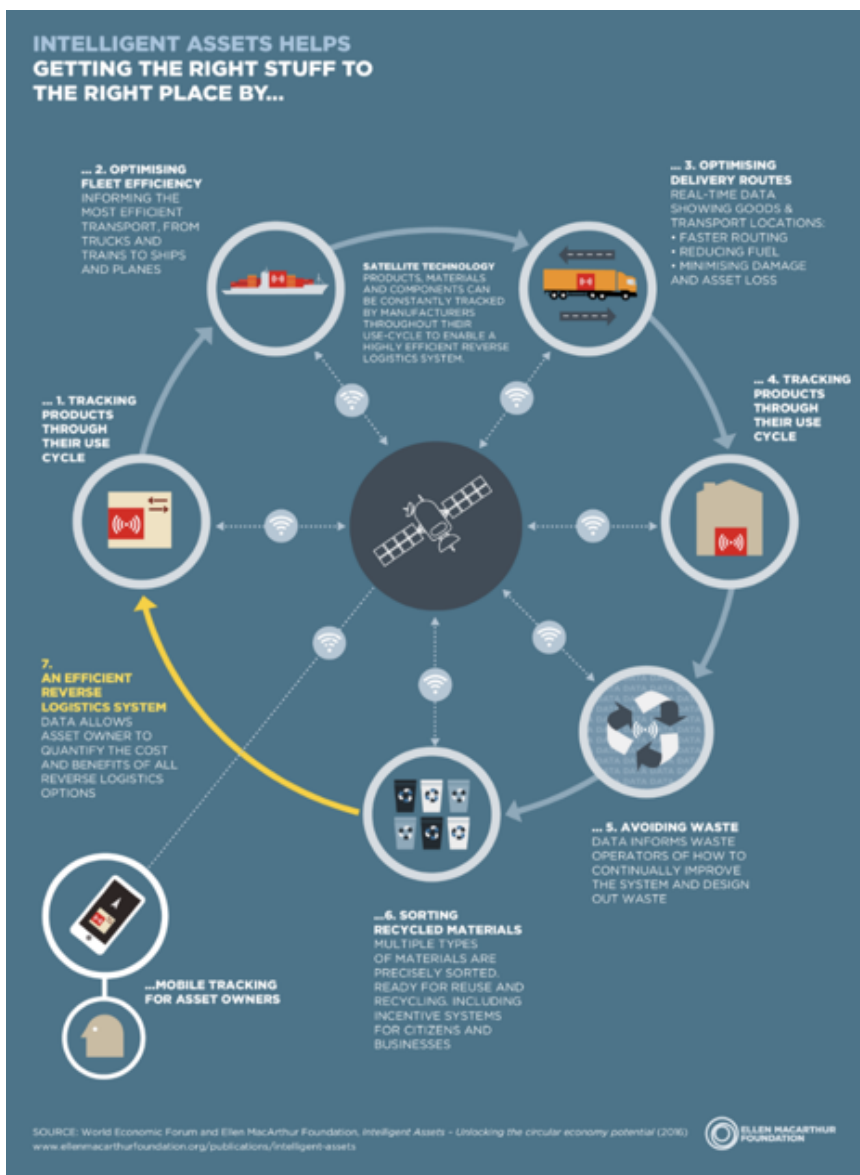 INTELLIGENT ASSETS HELPS
GETTING THE RIGHT STUFF TO
THE RIGHT PLACE BY...
... 2. OPTIMISING
FLEET EFFICIENCY
INFORMING THE
MOST EFFICIENT
TRANSPORT, FROM
TRUCKS AND
TRAINS TO SHIPS
AND PLANES
... 3. OPTIMISING
DELIVERY ROUTES
REAL-TIME DATA
SHOWING GOODS &
TRANSPORT LOCATIONS:
• FASTER ROUTING
• REDUCING FUEL
• MINIMISING DAMAGE
AND ASSET LOSS
SATELLITE TECHNOLOGY
PRODUCTS, MATERIALS
AND COMPONENTS CAN
BE CONSTANTLY TRACKED
BY MANUFACTURERS
THROUGHOUT THEIR
USE-CYCLE TO ENABLE A
HIGHLY EFFICIENT REVERSE
LOGISTICS SYSTEM.
... 1. TRACKING
PRODUCTS
THROUGH
THEIR USE
CYCLE
... 4. TRACKING
PRODUCTS
THROUGH
THEIR USE
CYCLE
7.
AN EFFICIENT
REVERSE
LOGISTICS SYSTEM
DATA ALLOWS
ASSET OWNER TO
QUANTIFY THE COST
AND BENEFITS OF ALL
REVERSE LOGISTICS
OPTIONS
... 5. AVOIDING WASTE
DATA INFORMS WASTE
OPERATORS OF HOW TO
CONTINUALLY IMPROVE
THE SYSTEM AND DESIGN
OUT WASTE
...6. SORTING
RECYCLED MATERIALS
MULTIPLE TYPES
OF MATERIALS ARE
PRECISELY SORTED.
READY FOR REUSE AND
RECYCLING. INCLUDING
INCENTIVE SYSTEMS
FOR CITIZENS AND
BUSINESSES
...MOBILE TRACKING
FOR ASSET OWNERS
SOURCE: World Economic Forum and Ellen MacArthur Foundation, Intelligent Assets – Unlocking the circular economy potential (2016)
www.ellenmacarthurfoundation.org/publications/intelligent-assets
ELLEN MACARTHUR
FOUNDATION